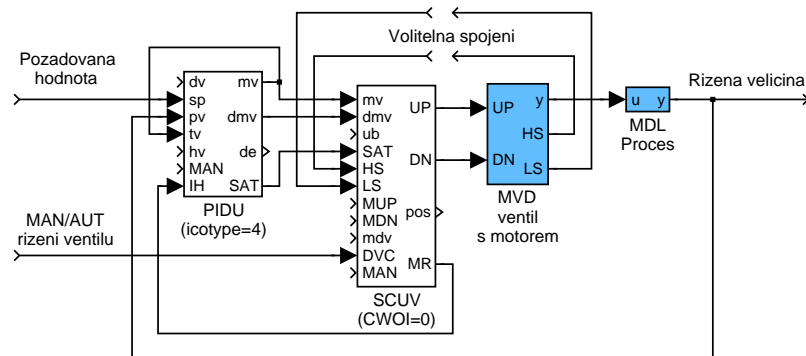 Volitelna spojeni
Pozadovana
hodnota
MAN/AUT
rizeni ventilu
dv mv
sp
pv dmv
tv
hv de
MAN
IH SAT
PIDU
(icotype=4)
mv UP
dmv
ub
SAT DN
HS
LS
MUP
MDN pos
mdv
DVC MR
MAN
SCUV
(CWOI=0)
UP y
HS
DN
LS
MVD
ventil
s motorem
u y
MDL
Proces
Rizena velicina